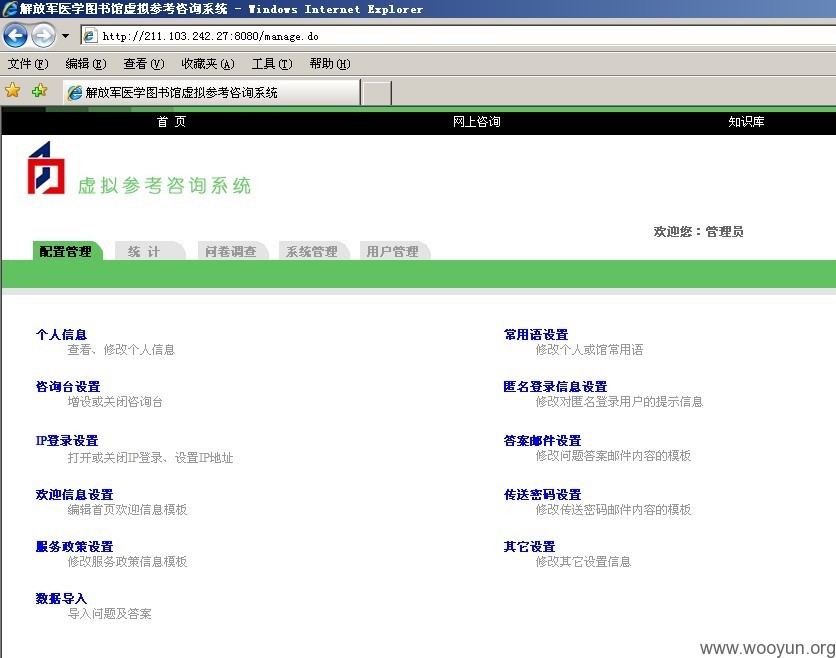 解放军医学图书馆虚拟参考咨询系统 - Windows Internet Explorer
http://211.103.242.27:8080/manage.do
文件(F) 编辑(E) 查看(V) 收藏夹(A) 工具(T) 帮助(H)
解放军医学图书馆虚拟参考咨询系统
首 页 网上咨询 知识库
虚拟参考咨询系统
欢迎您：管理员
配置管理 统 计 问卷调查 系统管理 用户管理
个人信息 常用语设置
查看、修改个人信息 修改个人或馆常用语
咨询台设置 匿名登录信息设置
增设或关闭咨询台 修改对匿名登录用户的提示信息
IP登录设置 答案邮件设置
打开或关闭IP登录、设置IP地址 修改问题答案邮件内容的模板
欢迎信息设置 传送密码设置
编辑首页欢迎信息模板 修改传送密码邮件内容的模板
服务政策设置 其它设置
修改服务政策信息模板 修改其它设置信息
数据导入
导入问题及答案
www.wooyun.org